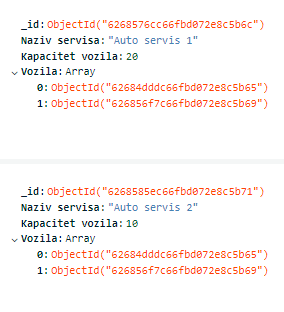 _id: ObjectId("6268576cc66fbd072e8c5b6c")
Naziv servisa: "Auto servis 1"
Kapacitet vozila: 20
Vozila: Array
0: ObjectId("62684dddc66fbd072e8c5b65")
1: ObjectId("626856f7c66fbd072e8c5b69")
_id: ObjectId("6268585ec66fbd072e8c5b71")
Naziv servisa: "Auto servis 2"
Kapacitet vozila: 10
Vozila: Array
0: ObjectId("62684dddc66fbd072e8c5b65")
1: ObjectId("626856f7c66fbd072e8c5b69")